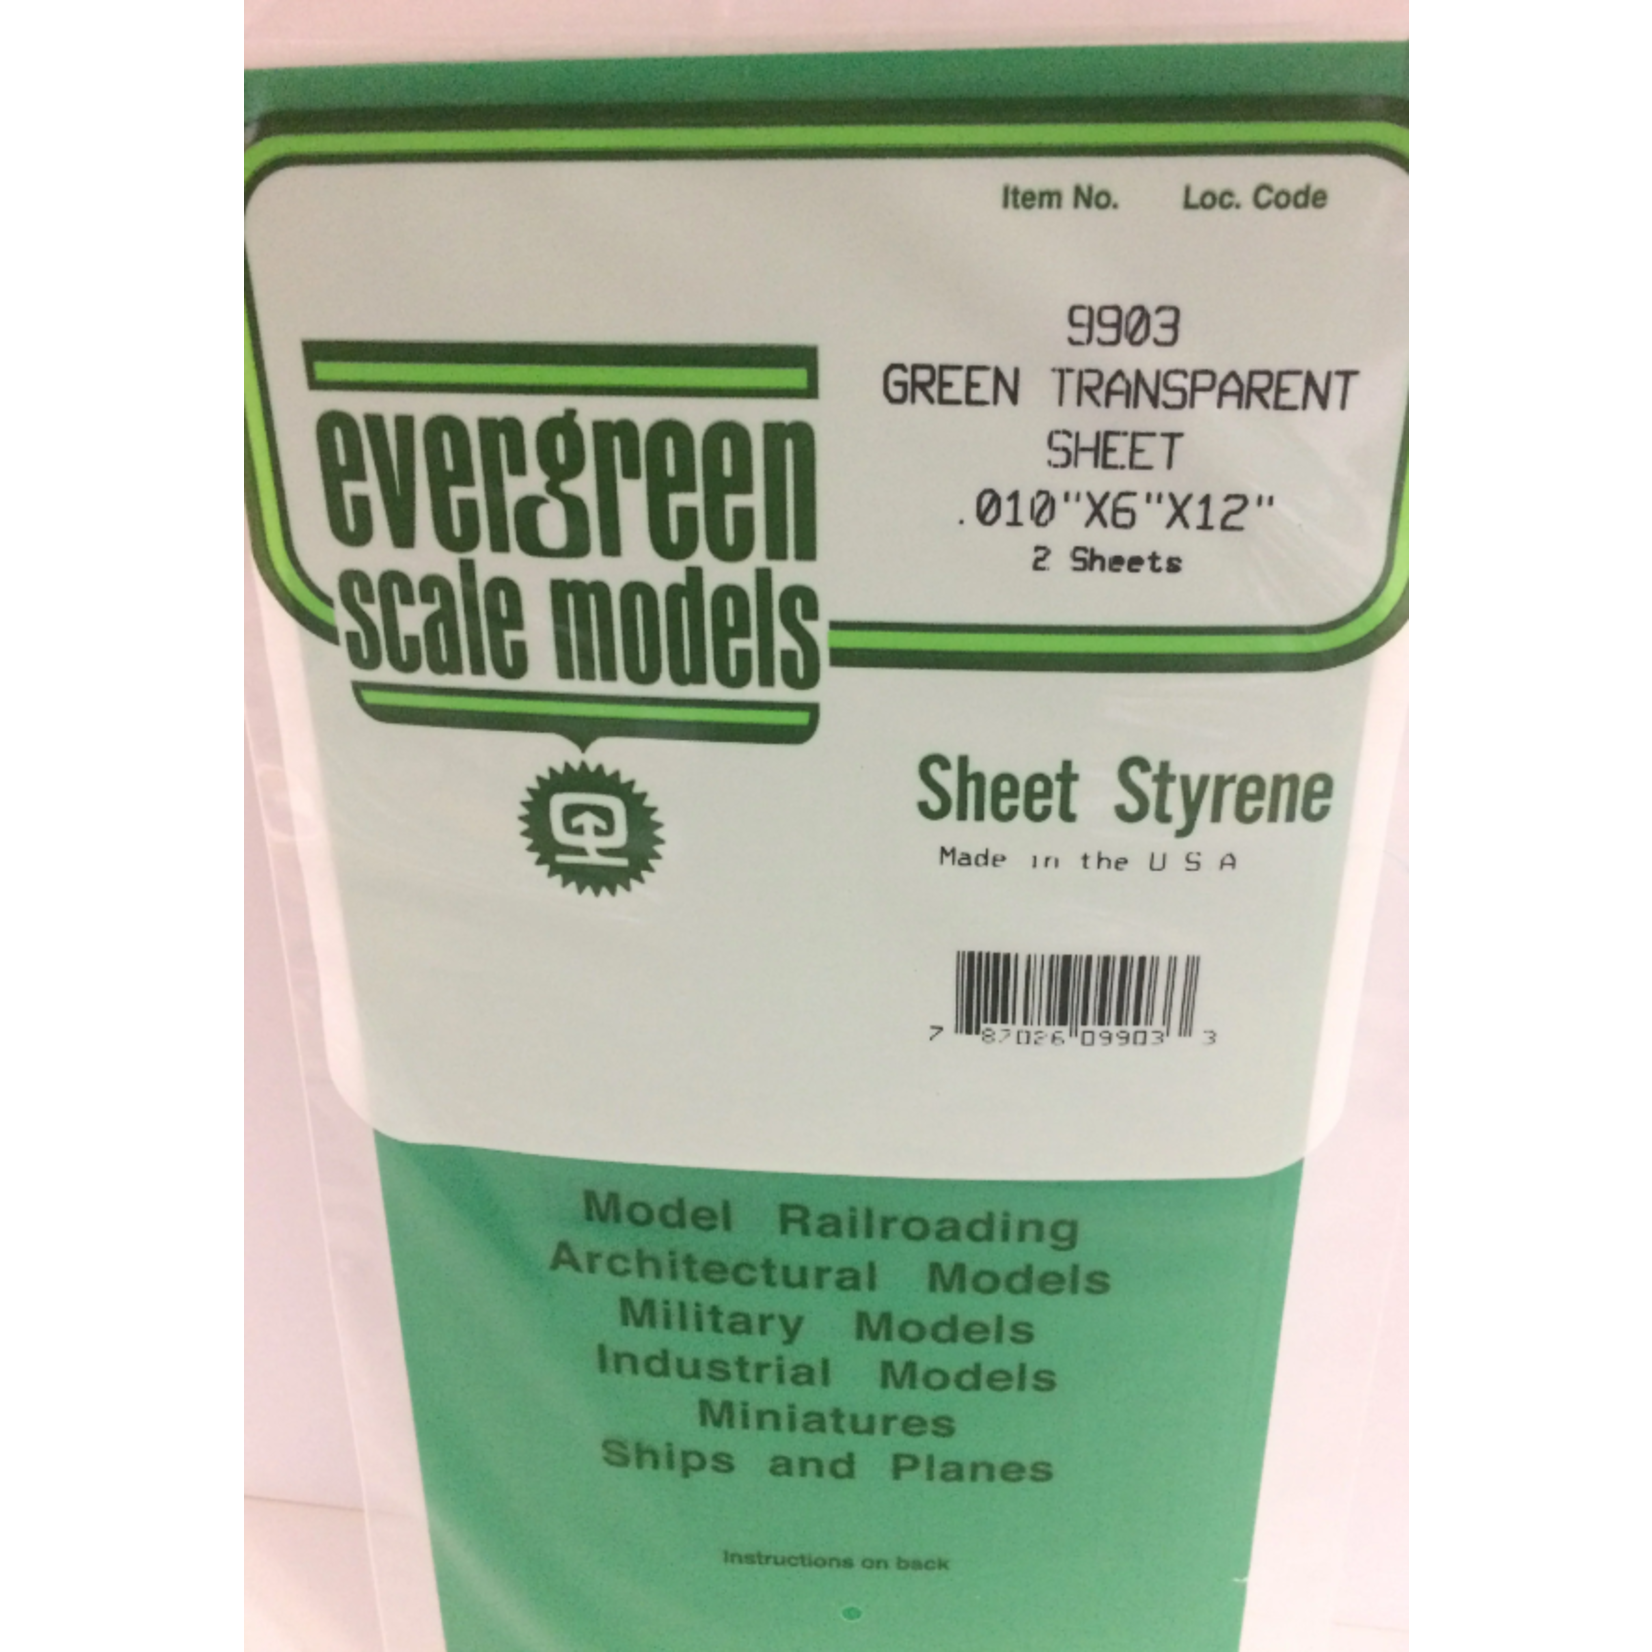 Item No. Loc. Code
9903
GREEN TRANSPARENT
SHEET
.010"X6"X12"
2 Sheets
evergreen
scale models
Sheet Styrene
Made in the U S A
7 87026 09903 3
Model Railroading
Architectural Models
Military Models
Industrial Models
Miniatures
Ships and Planes
Instructions on back